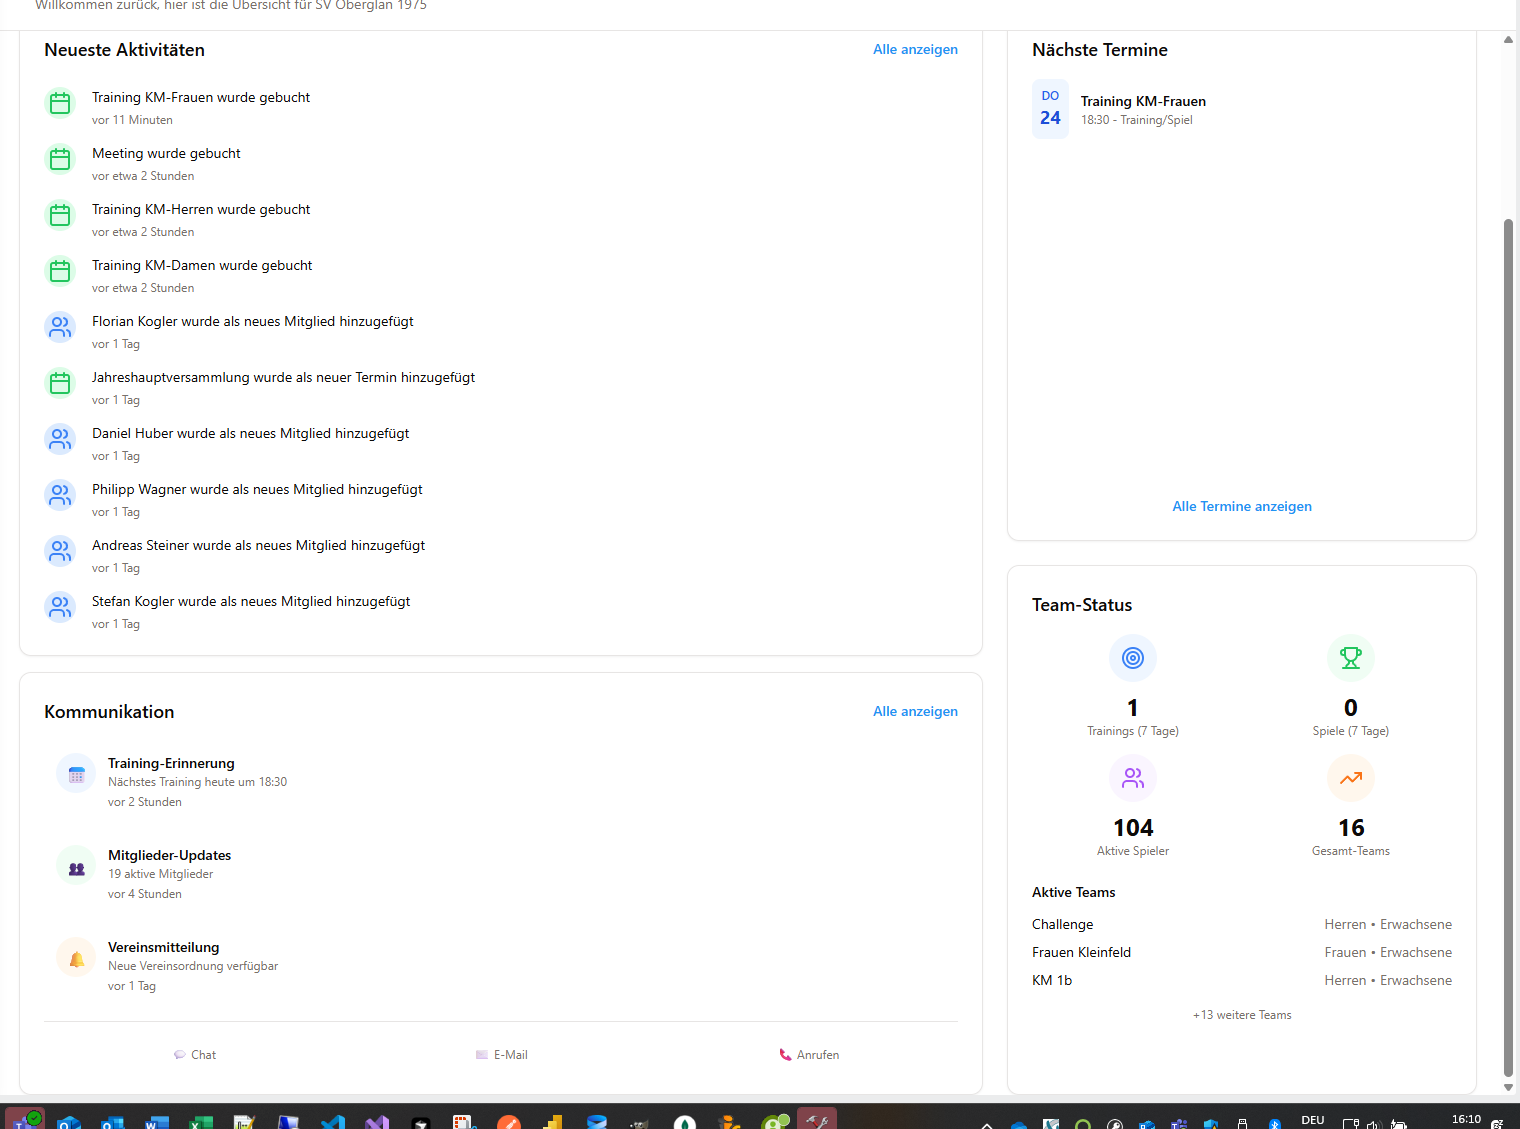 Willkommen zurück, hier ist die Übersicht für SV Oberglan 1975
Neueste Aktivitäten
Alle anzeigen
Training KM-Frauen wurde gebucht
vor 11 Minuten
Meeting wurde gebucht
vor etwa 2 Stunden
Training KM-Herren wurde gebucht
vor etwa 2 Stunden
Training KM-Damen wurde gebucht
vor etwa 2 Stunden
Florian Kogler wurde als neues Mitglied hinzugefügt
vor 1 Tag
Jahreshauptversammlung wurde als neuer Termin hinzugefügt
vor 1 Tag
Daniel Huber wurde als neues Mitglied hinzugefügt
vor 1 Tag
Philipp Wagner wurde als neues Mitglied hinzugefügt
vor 1 Tag
Andreas Steiner wurde als neues Mitglied hinzugefügt
vor 1 Tag
Stefan Kogler wurde als neues Mitglied hinzugefügt
vor 1 Tag
Nächste Termine
DO
24
Training KM-Frauen
18:30 - Training/Spiel
Alle Termine anzeigen
Kommunikation
Alle anzeigen
Training-Erinnerung
Nächstes Training heute um 18:30
vor 2 Stunden
Mitglieder-Updates
19 aktive Mitglieder
vor 4 Stunden
Vereinsmitteilung
Neue Vereinsordnung verfügbar
vor 1 Tag
Chat
E-Mail
Anrufen
Team-Status
1
Trainings (7 Tage)
0
Spiele (7 Tage)
104
Aktive Spieler
16
Gesamt-Teams
Aktive Teams
Challenge
Herren • Erwachsene
Frauen Kleinfeld
Frauen • Erwachsene
KM 1b
Herren • Erwachsene
+13 weitere Teams
DEU
16:10